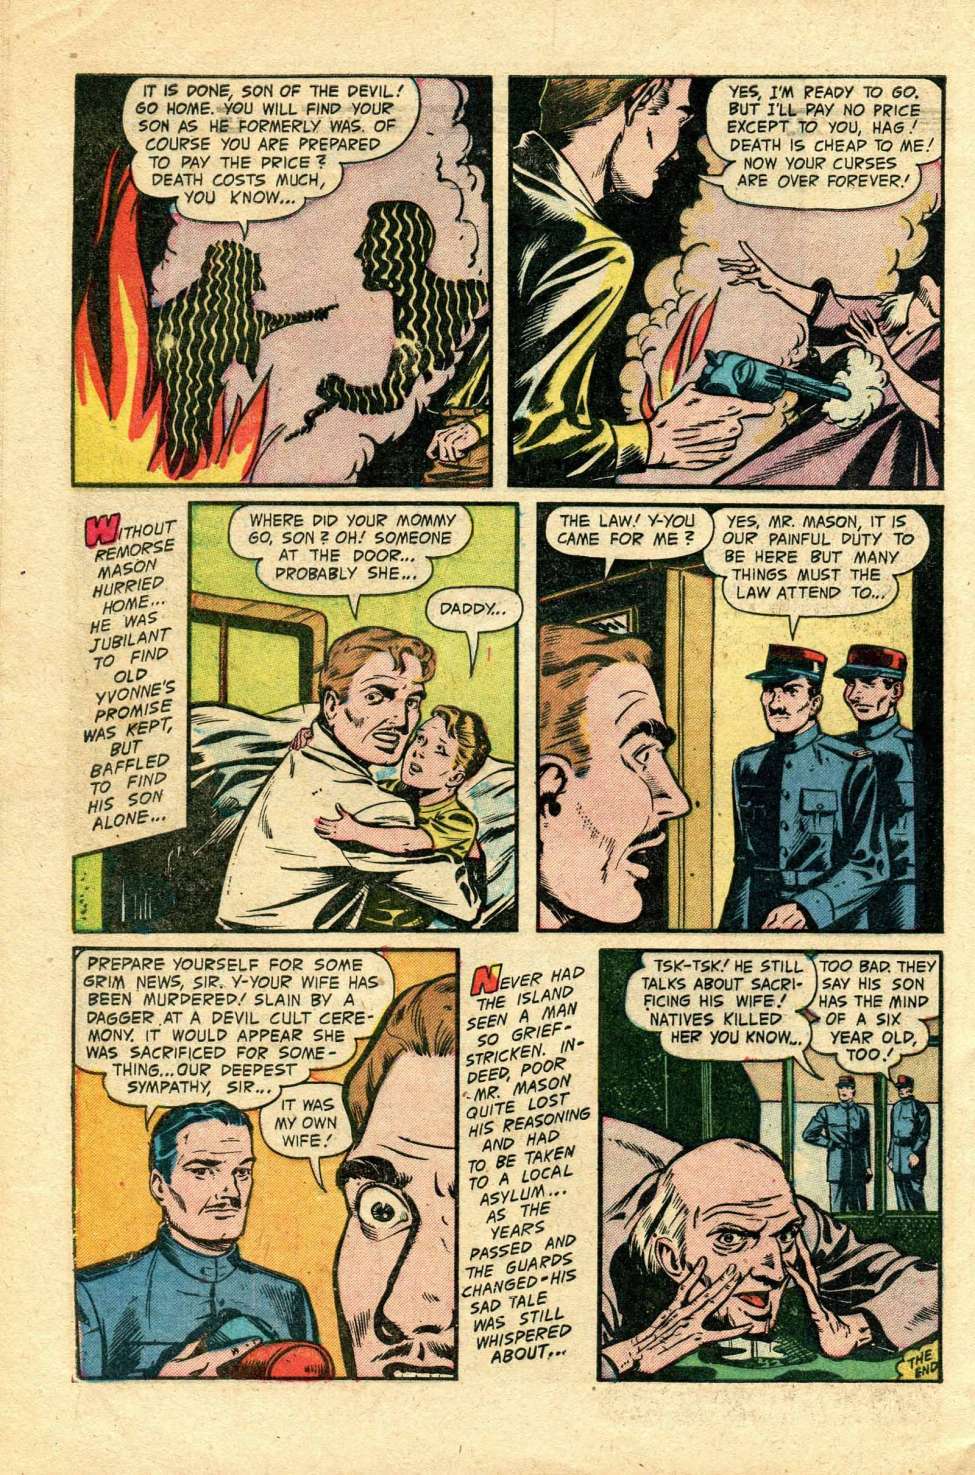 IT IS DONE, SON OF THE DEVIL!
GO HOME. YOU WILL FIND YOUR
SON AS HE FORMERLY WAS. OF
COURSE YOU ARE PREPARED
TO PAY THE PRICE?
DEATH COSTS MUCH,
YOU KNOW...
YES, I'M READY TO GO.
BUT I'LL PAY NO PRICE
EXCEPT TO YOU, HAG!
DEATH IS CHEAP TO ME!
NOW YOUR CURSES
ARE OVER FOREVER!
WITHOUT
REMORSE
MASON
HURRIED
HOME...
HE WAS
JUBILANT
TO FIND
OLD
YVONNE'S
PROMISE
WAS KEPT,
BUT
BAFFLED
TO FIND
HIS SON
ALONE...
WHERE DID YOUR MOMMY
GO, SON? OH! SOMEONE
AT THE DOOR...
PROBABLY SHE...
DADDY...
THE LAW! Y-YOU
CAME FOR ME?
YES, MR. MASON, IT IS
OUR PAINFUL DUTY TO
BE HERE BUT MANY
THINGS MUST THE
LAW ATTEND TO...
PREPARE YOURSELF FOR SOME
GRIM NEWS, SIR. Y-YOUR WIFE HAS
BEEN MURDERED! SLAIN BY A
DAGGER AT A DEVIL CULT CERE-
MONY. IT WOULD APPEAR SHE
WAS SACRIFICED FOR SOME-
THING...OUR DEEPEST
SYMPATHY, SIR...
IT WAS
MY OWN
WIFE!
NEVER HAD
THE ISLAND
SEEN A MAN
SO GRIEF-
STRICKEN. IN-
DEED, POOR
MR. MASON
QUITE LOST
HIS REASONING
AND HAD
TO BE TAKEN
TO A LOCAL
ASYLUM...
AS THE
YEARS
PASSED AND
THE GUARDS
CHANGED-HIS
SAD TALE
WAS STILL
WHISPERED
ABOUT...
TSK-TSK! HE STILL
TALKS ABOUT SACRI-
FICING HIS WIFE!
NATIVES KILLED
HER YOU KNOW...
TOO BAD. THEY
SAY HIS SON
HAS THE MIND
OF A SIX
YEAR OLD,
TOO!
THE
END